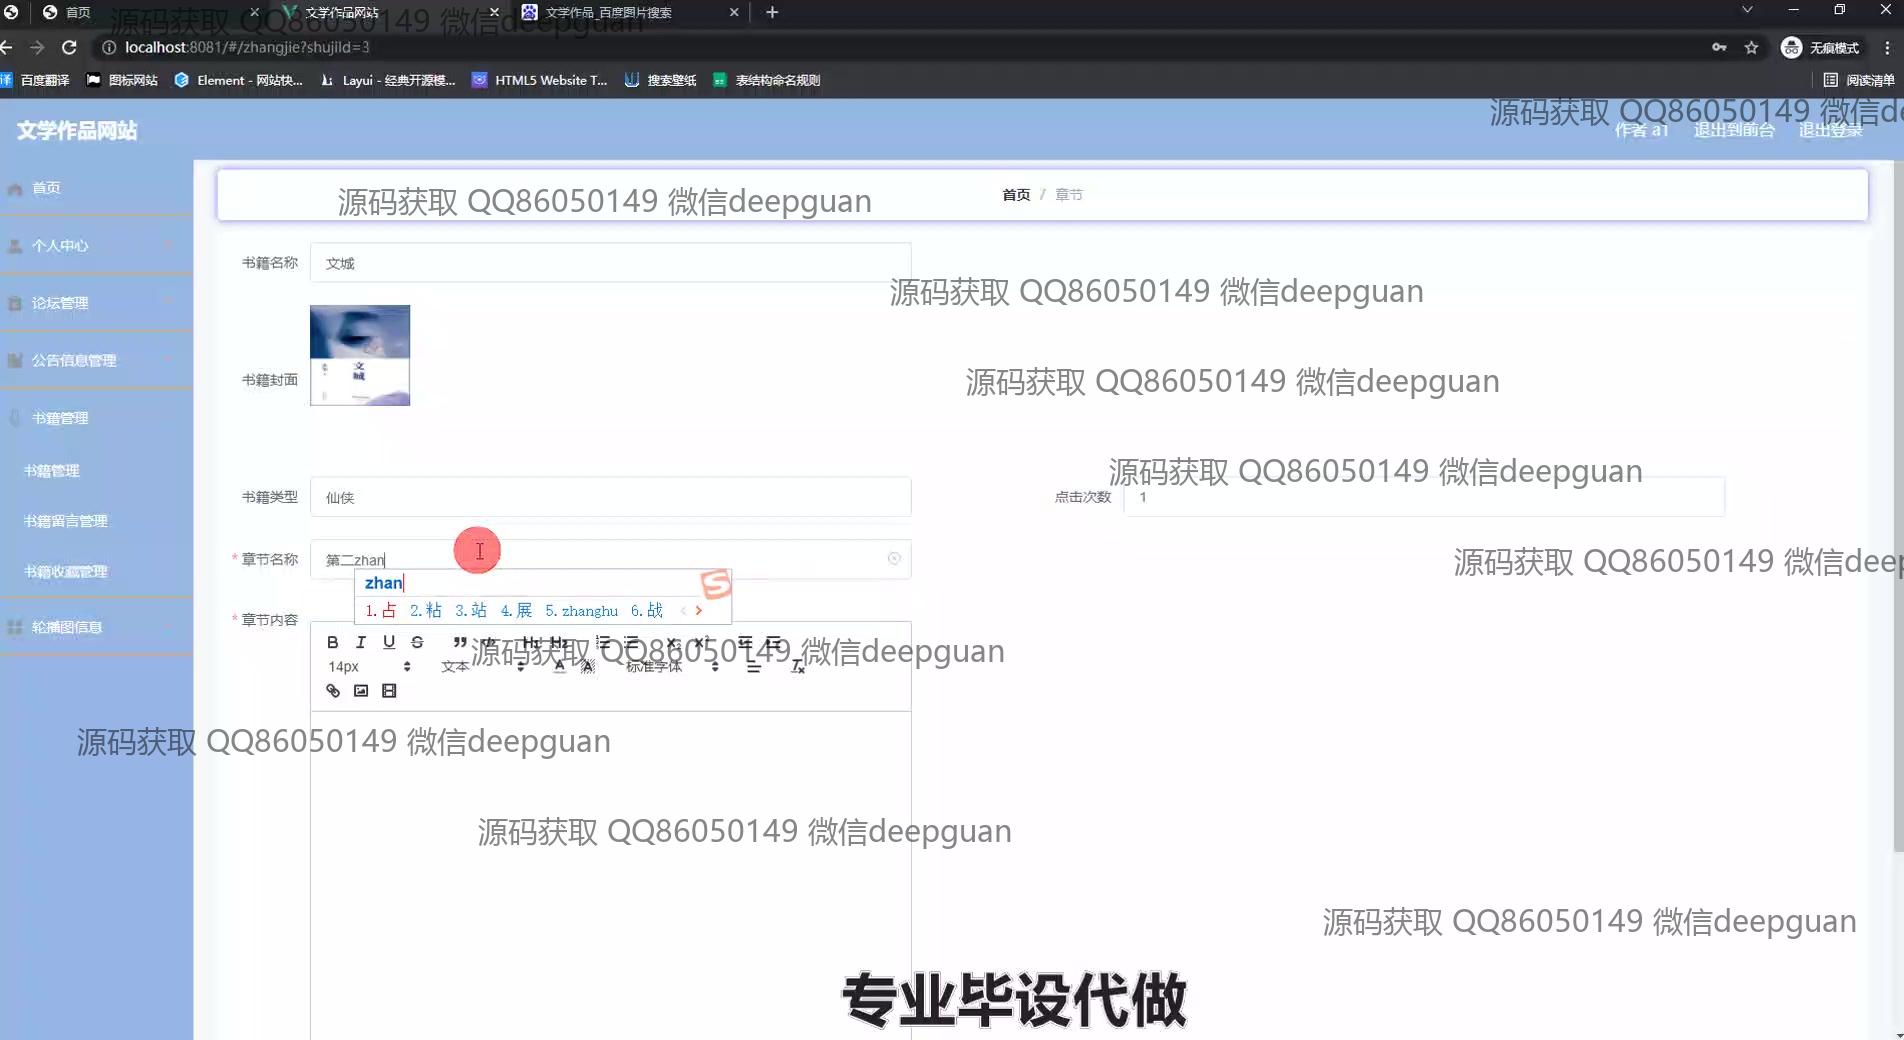 首页
文学作品网站
文学作品_百度图片搜索
源码获取 QQ86050149 微信deepguan
localhost:8081/#/zhangjie?shujiId=3
无痕模式
百度翻译
图标网站
Element - 网站快...
Layui - 经典开源模...
HTML5 Website T...
搜索壁纸
表结构命名规则
阅读清单
源码获取 QQ86050149 微信de
文学作品网站
作者 a1
退出到前台
退出登录
首页
个人中心
论坛管理
公告信息管理
书籍管理
书籍管理
书籍留言管理
书籍收藏管理
轮播图信息
源码获取 QQ86050149 微信deepguan
首页 / 章节
书籍名称
文城
源码获取 QQ86050149 微信deepguan
书籍封面
文城
源码获取 QQ86050149 微信deepguan
源码获取 QQ86050149 微信deepguan
书籍类型
仙侠
点击次数
1
* 章节名称
第二zhan
源码获取 QQ86050149 微信deep
zhan
1.占 2.粘 3.站 4.展 5.zhanghu 6.战
* 章节内容
B I U S
H1 H2
14px
文本
标准字体
源码获取 QQ86050149 微信deepguan
源码获取 QQ86050149 微信deepguan
源码获取 QQ86050149 微信deepguan
源码获取 QQ86050149 微信deepguan
专业毕设代做